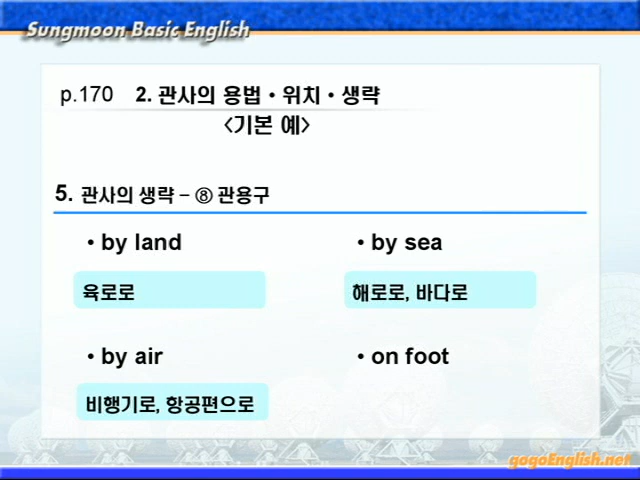 Sungmoon Basic English
p.170 2. 관사의 용법 • 위치 • 생략
<기본 예>
5. 관사의 생략 – ⑧ 관용구
• by land • by sea
육로로 해로로, 바다로
• by air • on foot
비행기로, 항공편으로
gogoEnglish.net